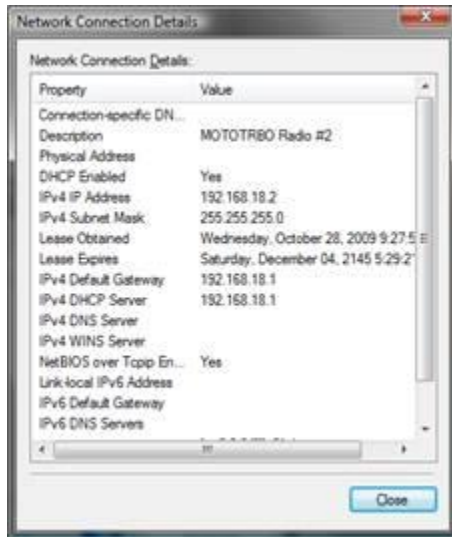 Network Connection Details
Network Connection Details:
Property Value
Connection-specific DN...
Description MOTOTRBO Radio #2
Physical Address
DHCP Enabled Yes
IPv4 IP Address 192.168.18.2
IPv4 Subnet Mask 255.255.255.0
Lease Obtained Wednesday, October 28, 2009 9:27:5
Lease Expires Saturday, December 04, 2145 5:29:2
IPv4 Default Gateway 192.168.18.1
IPv4 DHCP Server 192.168.18.1
IPv4 DNS Server
IPv4 WINS Server
NetBIOS over Tcpip En... Yes
Link-local IPv6 Address
IPv6 Default Gateway
IPv6 DNS Servers
Close